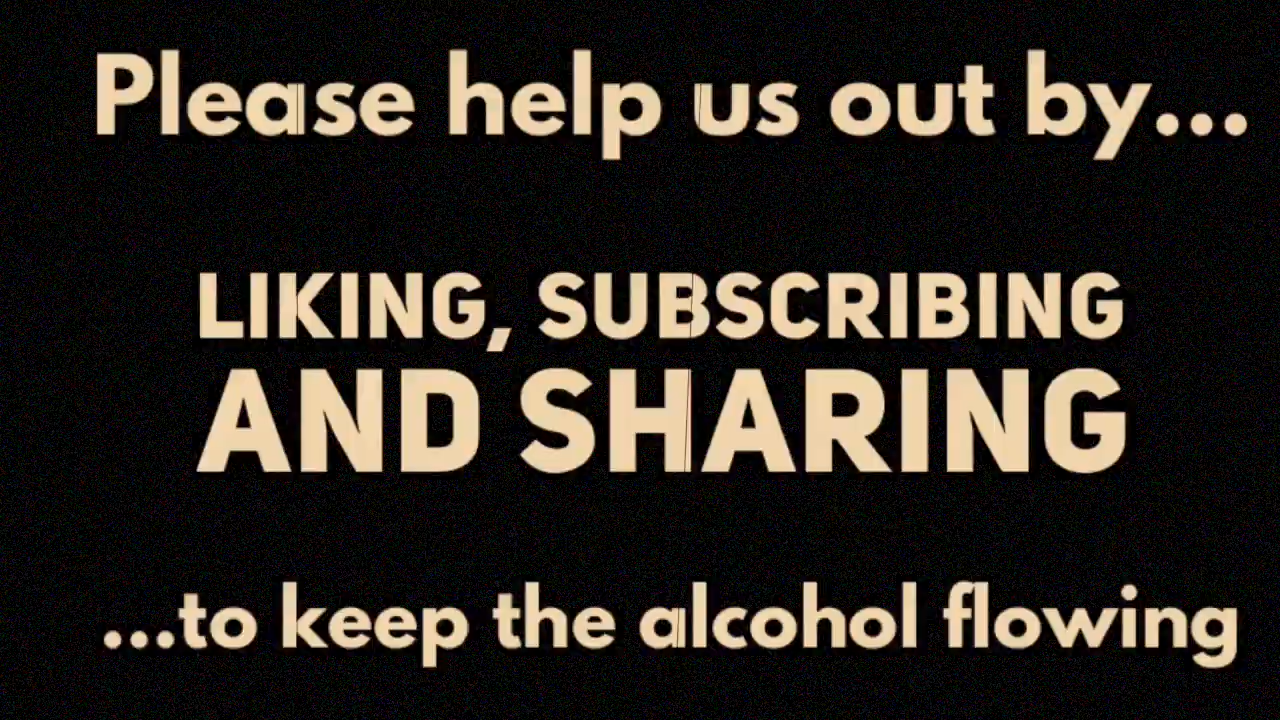 Please help us out by...
LIKING, SUBSCRIBING
AND SHARING
...to keep the alcohol flowing